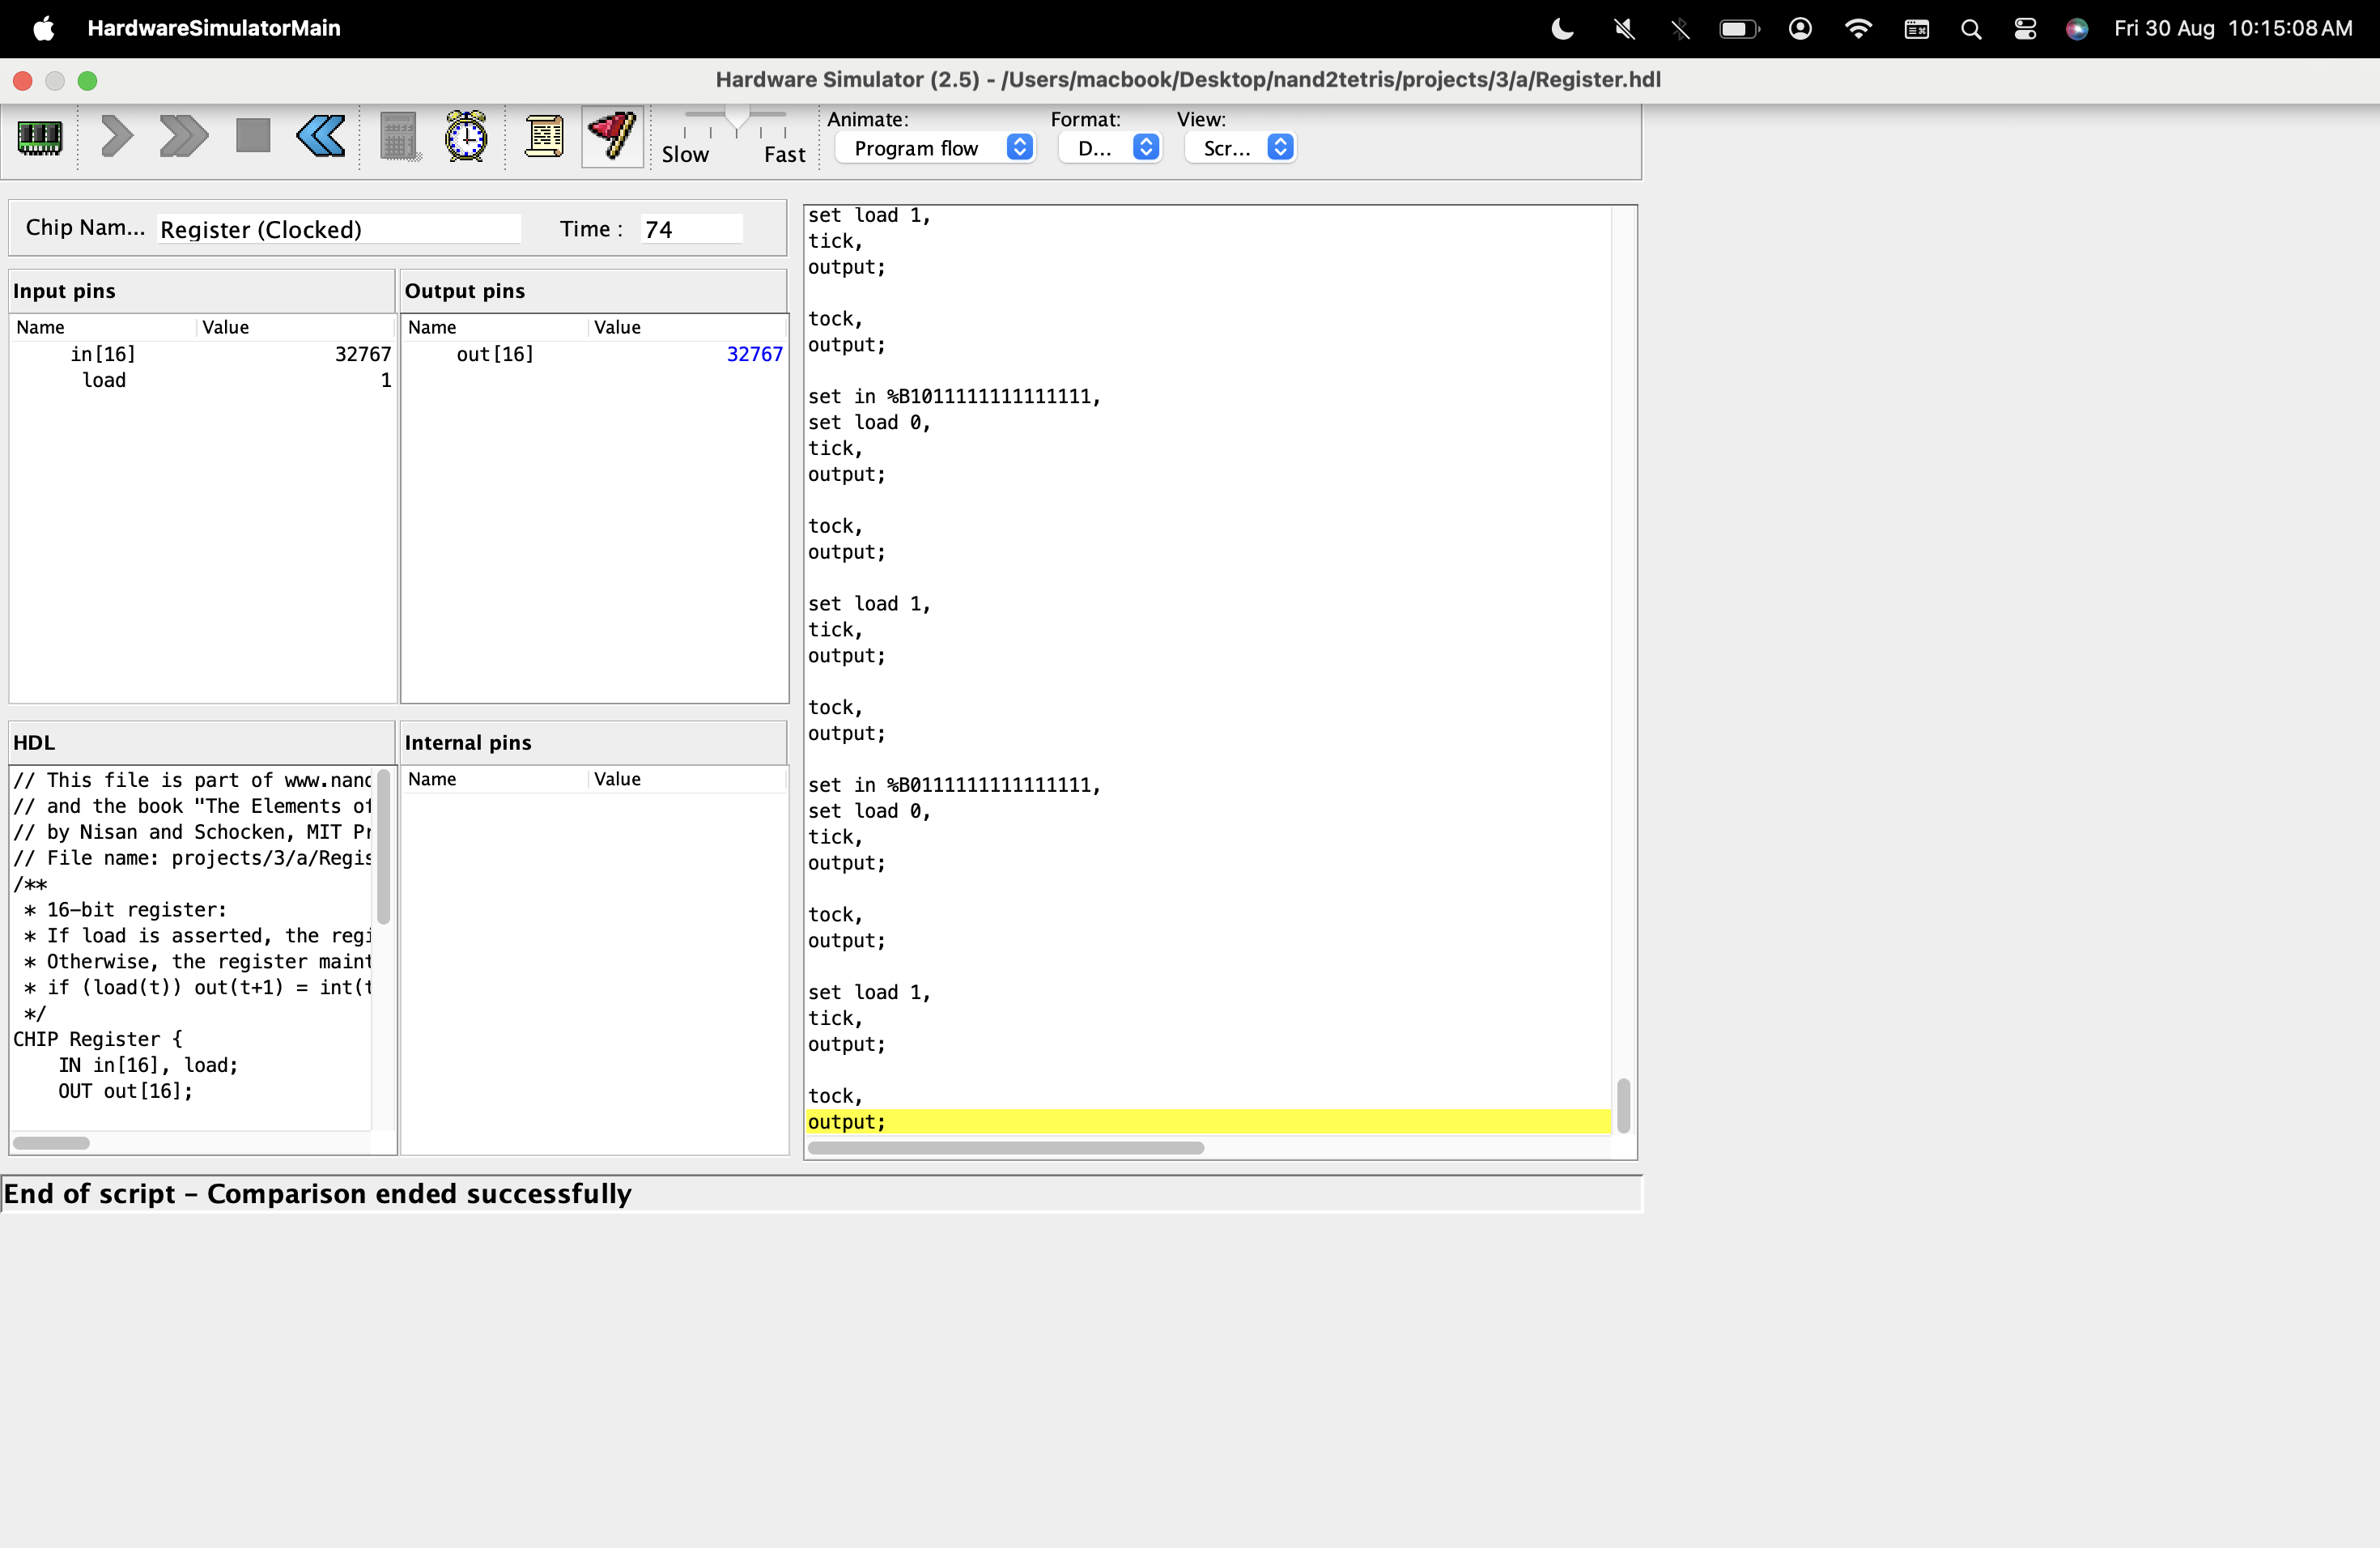 HardwareSimulatorMain
Fri 30 Aug 10:15:08 AM
Hardware Simulator (2.5) - /Users/macbook/Desktop/nand2tetris/projects/3/a/Register.hdl
Slow Fast
Animate: Format: View:
Program flow D... Scr...
Chip Nam... Register (Clocked) Time : 74
Input pins
Name Value
in[16] 32767
load 1
Output pins
Name Value
out[16] 32767
HDL
// This file is part of www.nand
// and the book "The Elements of
// by Nisan and Schocken, MIT Pr
// File name: projects/3/a/Regis
/**
* 16-bit register:
* If load is asserted, the regi
* Otherwise, the register maint
* if (load(t)) out(t+1) = int(t
*/
CHIP Register {
IN in[16], load;
OUT out[16];
Internal pins
Name Value
set load 1,
tick,
output;
tock,
output;
set in %B1011111111111111,
set load 0,
tick,
output;
tock,
output;
set load 1,
tick,
output;
tock,
output;
set in %B0111111111111111,
set load 0,
tick,
output;
tock,
output;
set load 1,
tick,
output;
tock,
output;
End of script - Comparison ended successfully